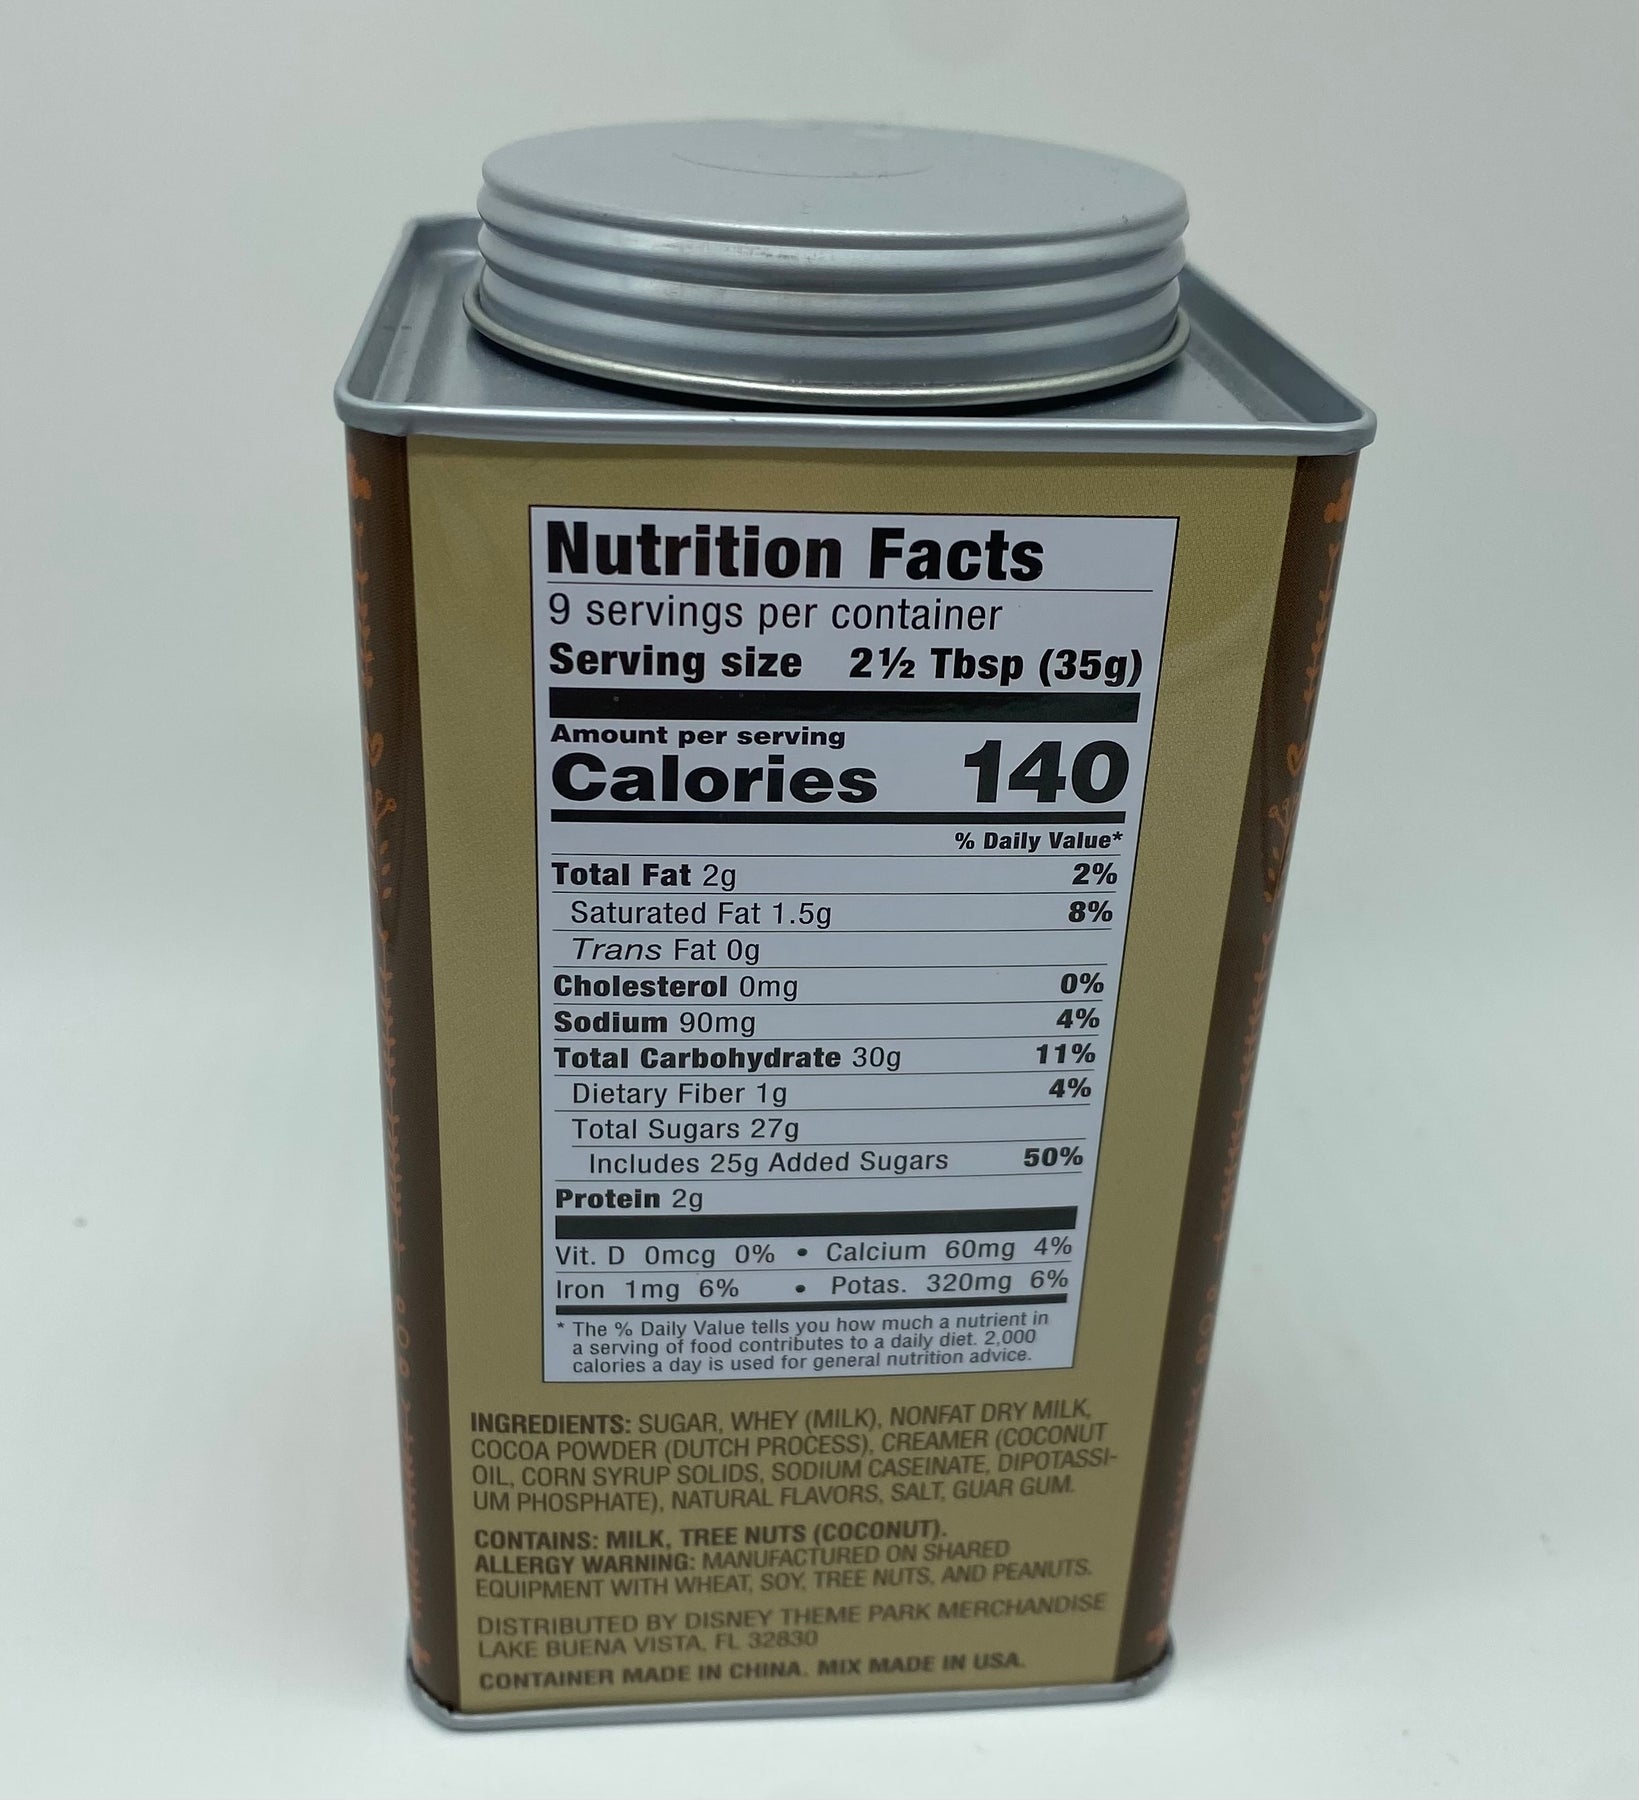 Nutrition Facts
9 servings per container
Serving size 2½ Tbsp (35g)
Amount per serving
Calories 140
% Daily Value*
Total Fat 2g 2%
Saturated Fat 1.5g 8%
Trans Fat 0g
Cholesterol 0mg 0%
Sodium 90mg 4%
Total Carbohydrate 30g 11%
Dietary Fiber 1g 4%
Total Sugars 27g
Includes 25g Added Sugars 50%
Protein 2g
Vit. D 0mcg 0% • Calcium 60mg 4%
Iron 1mg 6% • Potas. 320mg 6%
* The % Daily Value tells you how much a nutrient in
a serving of food contributes to a daily diet. 2,000
calories a day is used for general nutrition advice.
INGREDIENTS: SUGAR, WHEY (MILK), NONFAT DRY MILK,
COCOA POWDER (DUTCH PROCESS), CREAMER (COCONUT
OIL, CORN SYRUP SOLIDS, SODIUM CASEINATE, DIPOTASSI-
UM PHOSPHATE), NATURAL FLAVORS, SALT, GUAR GUM.
CONTAINS: MILK, TREE NUTS (COCONUT).
ALLERGY WARNING: MANUFACTURED ON SHARED
EQUIPMENT WITH WHEAT, SOY, TREE NUTS, AND PEANUTS.
DISTRIBUTED BY DISNEY THEME PARK MERCHANDISE
LAKE BUENA VISTA, FL 32830
CONTAINER MADE IN CHINA. MIX MADE IN USA.